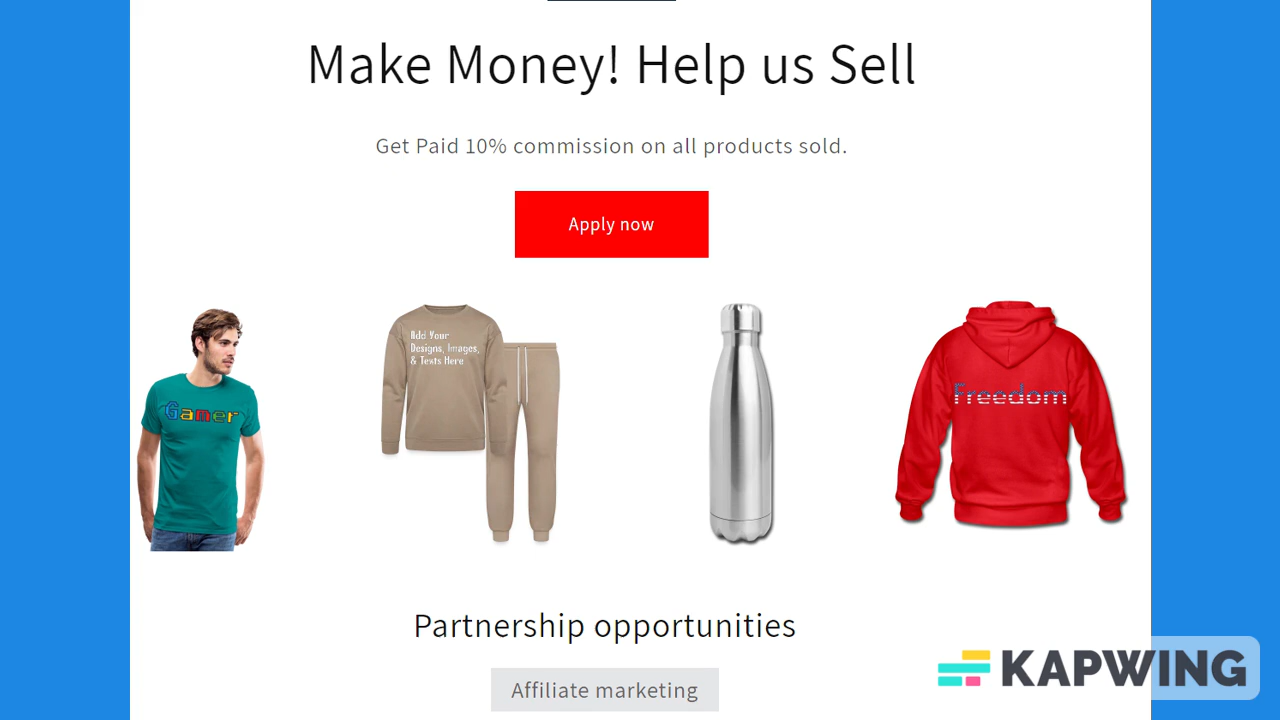 Make Money! Help us Sell
Get Paid 10% commission on all products sold.
Apply now
Gamer
Add Your
Designs, Images,
& Texts Here
Freedom
Partnership opportunities
Affiliate marketing
KAPWING